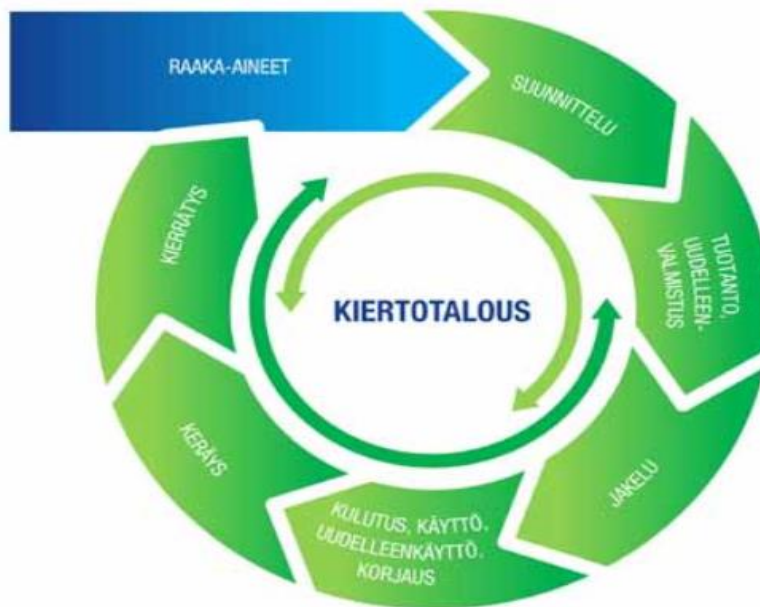 RAAKA-AINEET
SUUNNITTELU
TUOTANTO,
UUDELLEEN-
VALMISTUS
JAKELU
KULUTUS, KÄYTTÖ,
UUDELLEENKÄYTTÖ,
KORJAUS
KERÄYS
KIERRÄTYS
KIERTOTALOUS